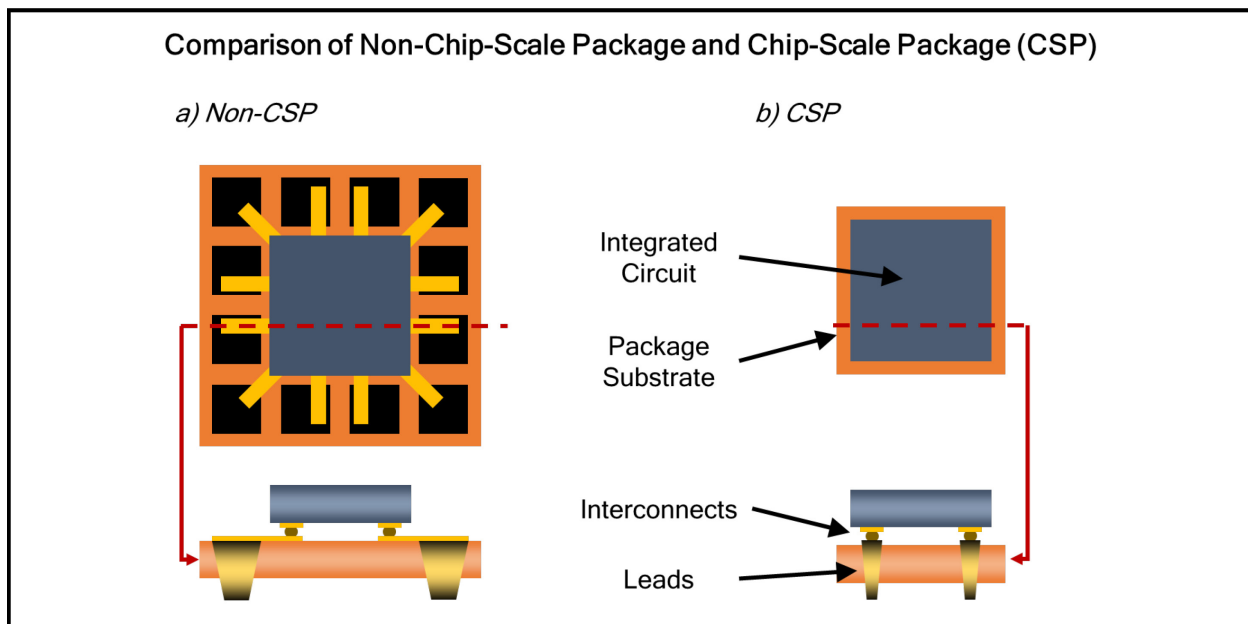 Comparison of Non-Chip-Scale Package and Chip-Scale Package (CSP)
a) Non-CSP
b) CSP
Integrated
Circuit
Package
Substrate
Interconnects
Leads